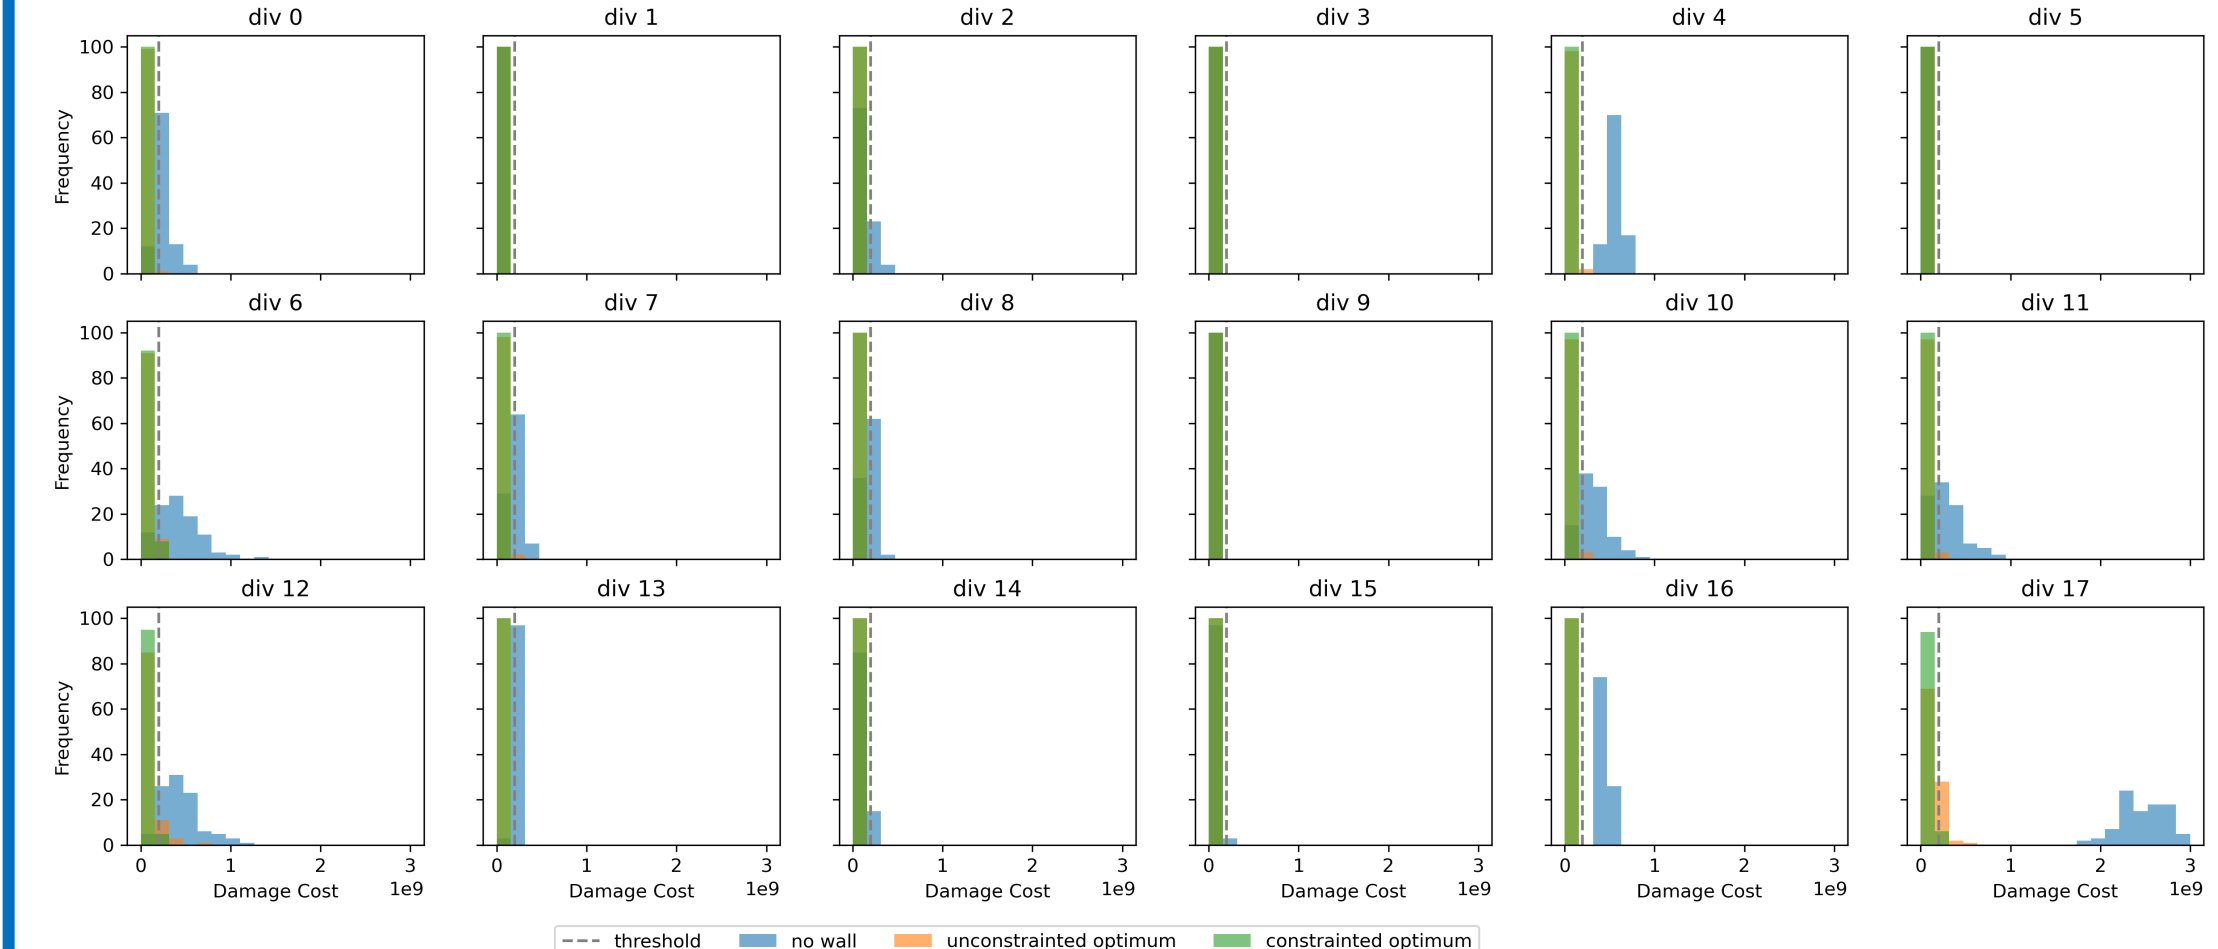 div 0 div 1 div 2 div 3 div 4 div 5
100
80
60
40
20
0
Frequency
0 1 2 3 0 1 2 3 0 1 2 3 0 1 2 3 0 1 2 3 0 1 2 3
div 6 div 7 div 8 div 9 div 10 div 11
100
80
60
40
20
0
Frequency
div 12 div 13 div 14 div 15 div 16 div 17
100
80
60
40
20
0
Frequency
Damage Cost 1e9 Damage Cost 1e9 Damage Cost 1e9 Damage Cost 1e9 Damage Cost 1e9 Damage Cost 1e9
threshold no wall unconstrainted optimum constrainted optimum